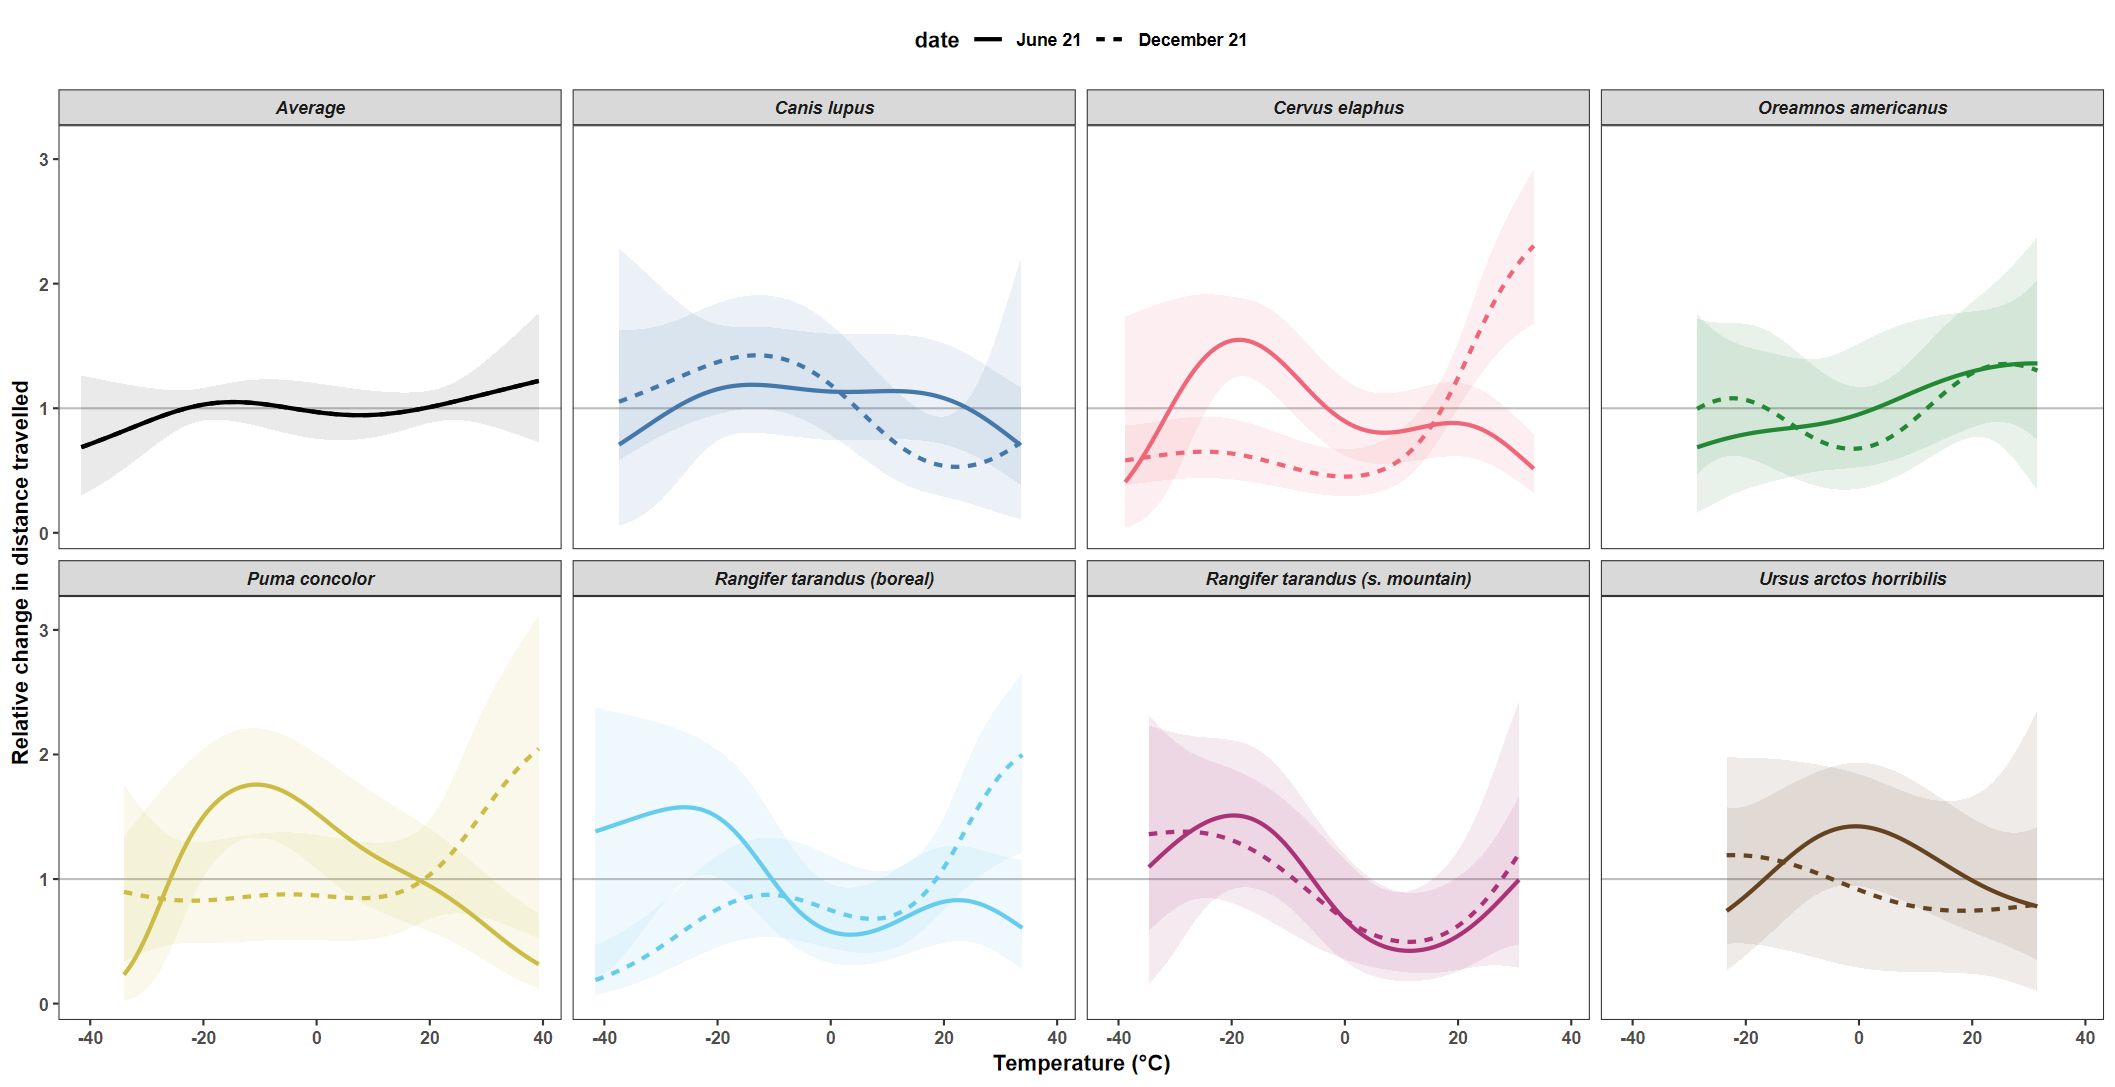 date June 21 December 21
Average Canis lupus Cervus elaphus Oreamnos americanus
3
2
1
0
Relative change in distance travelled
Puma concolor Rangifer tarandus (boreal) Rangifer tarandus (s. mountain) Ursus arctos horribilis
3
2
1
0
-40 -20 0 20 40 -40 -20 0 20 40 -40 -20 0 20 40 -40 -20 0 20 40
Temperature (°C)